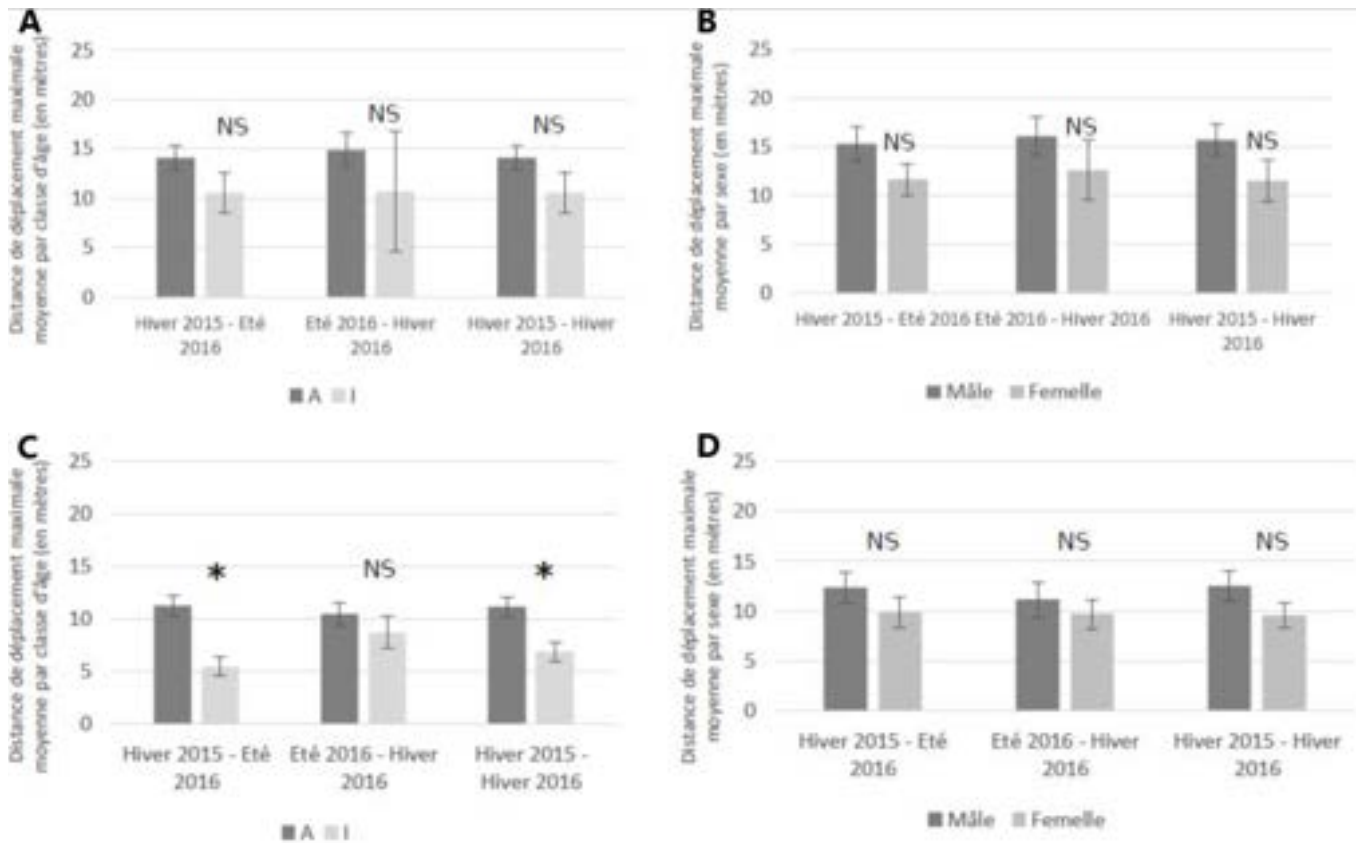 A
Distance de déplacement maximale
moyenne par classe d'âge (en mètres)
25
20
15
10
5
0
NS
NS
NS
Hiver 2015 - Eté
2016
Eté 2016 - Hiver
2016
Hiver 2015 - Hiver
2016
A I
B
Distance de déplacement maximale
moyenne par sexe (en mètres)
25
20
15
10
5
0
NS
NS
NS
Hiver 2015 - Eté 2016
Eté 2016 - Hiver 2016
Hiver 2015 - Hiver
2016
Mâle Femelle
C
Distance de déplacement maximale
moyenne par classe d'âge (en mètres)
25
20
15
10
5
0
*
NS
*
Hiver 2015 - Eté
2016
Eté 2016 - Hiver
2016
Hiver 2015 -
Hiver 2016
A I
D
Distance de déplacement maximale
moyenne par sexe (en mètres)
25
20
15
10
5
0
NS
NS
NS
Hiver 2015 - Eté
2016
Eté 2016 - Hiver
2016
Hiver 2015 - Hiver
2016
Mâle Femelle